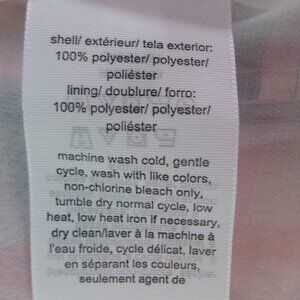 shell/ extérieur/ tela exterior:
100% polyester/ polyester/
poliéster
lining/ doublure/ forro:
100% polyester/ polyester/
poliéster
machine wash cold, gentle
cycle, wash with like colors,
non-chlorine bleach only,
tumble dry normal cycle, low
heat, low heat iron if necessary,
dry clean/laver à la machine à
l'eau froide, cycle délicat, laver
en séparant les couleurs,
seulement agent de